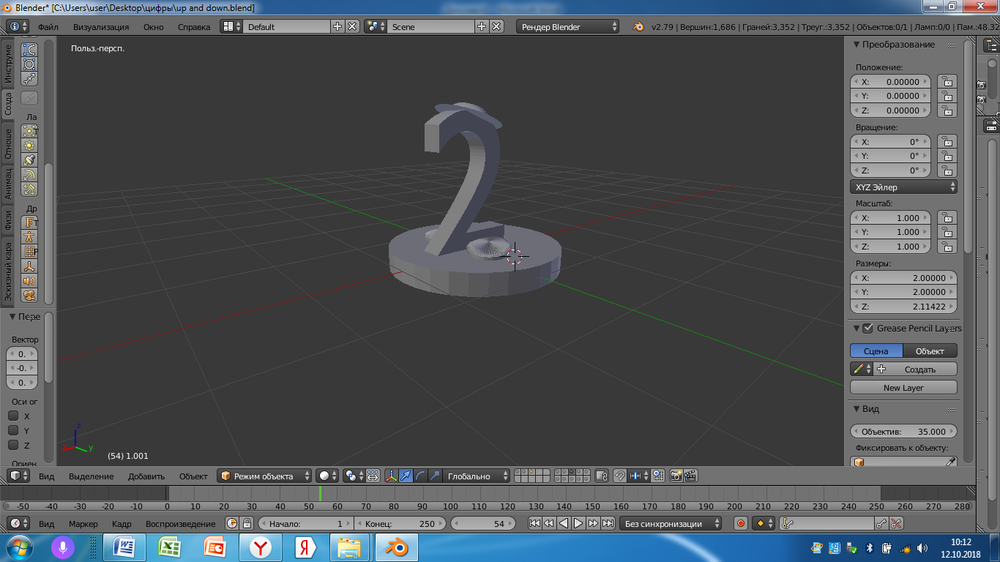 Blender* [C:\Users\user\Desktop\цифры\up and down.blend]
Файл Визуализация Окно Справка Default Scene Рендер Blender v2.79 | Вершин:1,686 | Граней:3,352 | Треуг.:3,352 | Объектов:0/1 | Ламп:0/0 | Пам.:48.32
Польз.-персп.
Инструме
Созда
Отноше
Анимац
Физи
Эскизный кара
Ла
Др
Пере
Вектор
0.
-0.
0.
Оси ог
X
Y
Z
Ориен
z
x
y
(54) 1.001
Преобразование
Положение:
X: 0.00000
Y: 0.00000
Z: 0.00000
Вращение:
X: 0°
Y: 0°
Z: 0°
XYZ Эйлер
Масштаб:
X: 1.000
Y: 1.000
Z: 1.000
Размеры:
X: 2.00000
Y: 2.00000
Z: 2.11422
Grease Pencil Layers
Сцена Объект
Создать
New Layer
Вид
Объектив: 35.000
Фиксировать к объекту:
Вид Выделение Добавить Объект Режим объекта Глобально
-50 -40 -30 -20 -10 0 10 20 30 40 50 60 70 80 90 100 110 120 130 140 150 160 170 180 190 200 210 220 230 240 250 260 270 280
Вид Маркер Кадр Воспроизведение Начало: 1 Конец: 250 54 Без синхронизации
10:12
12.10.2018